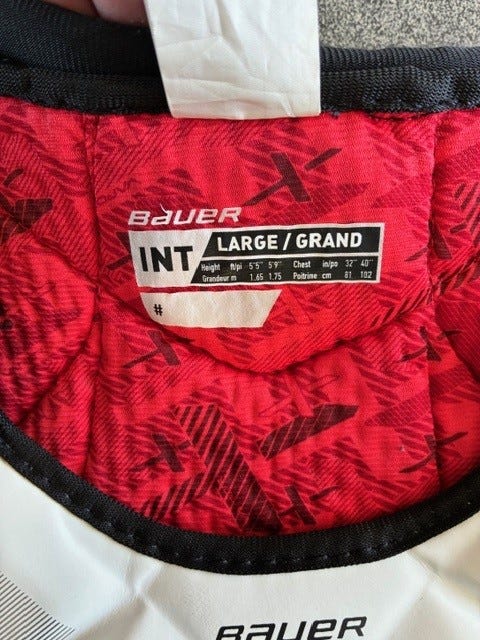 BAUER
INT LARGE / GRAND
Height ft/pi 5'5" 5'9" Chest in/po 32" 40"
Grandeur m 1.65 1.75 Poitrine cm 81 102
#
BAUER